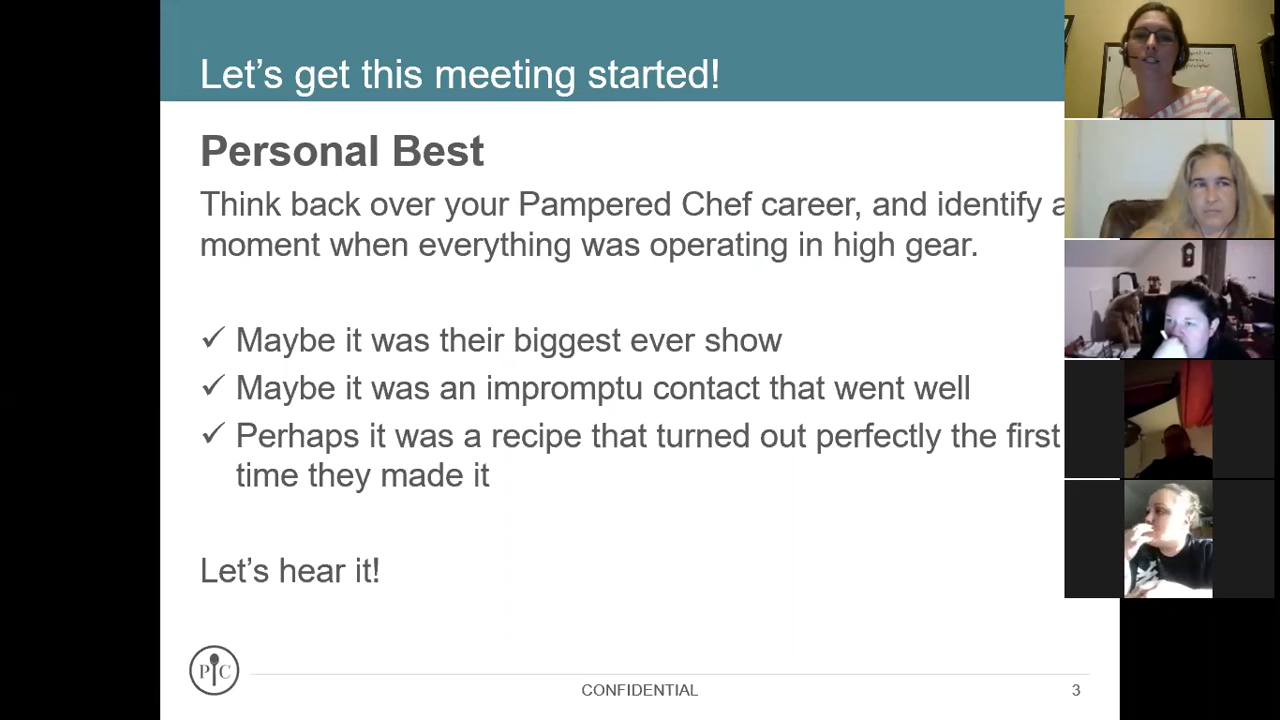 Let's get this meeting started!
Personal Best
Think back over your Pampered Chef career, and identify a
moment when everything was operating in high gear.
✓ Maybe it was their biggest ever show
✓ Maybe it was an impromptu contact that went well
✓ Perhaps it was a recipe that turned out perfectly the first
time they made it
Let's hear it!
P C
CONFIDENTIAL
3